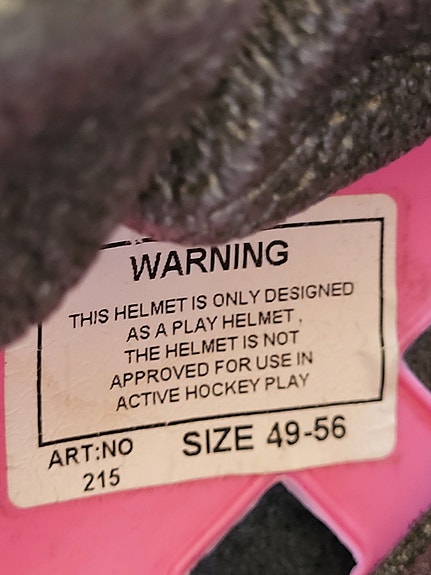 WARNING
THIS HELMET IS ONLY DESIGNED
AS A PLAY HELMET,
THE HELMET IS NOT
APPROVED FOR USE IN
ACTIVE HOCKEY PLAY
ART:NO
215
SIZE 49-56